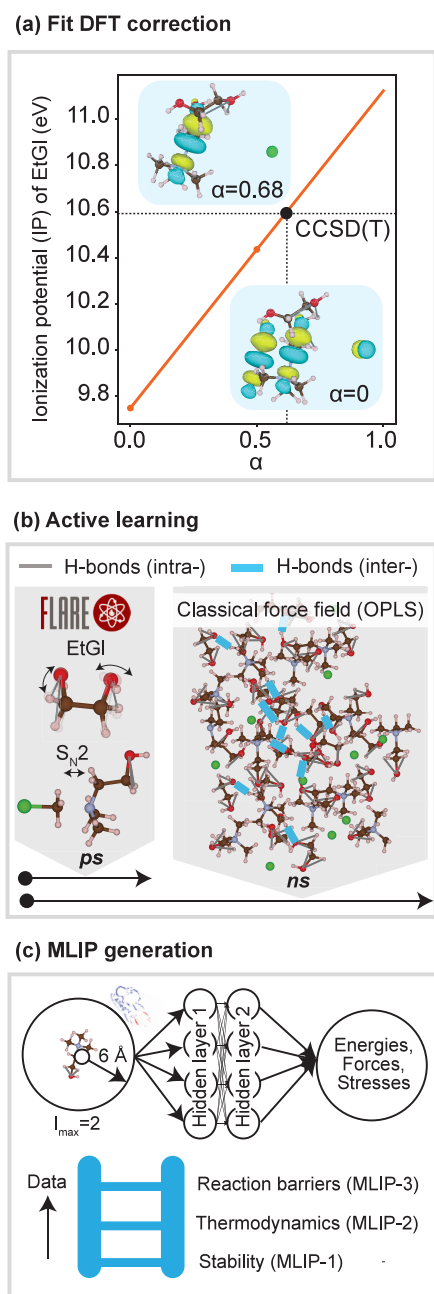 (a) Fit DFT correction
Ionization potential (IP) of EtGl (eV)
11.0
10.8
10.6
10.4
10.2
10.0
9.8
α=0.68
CCSD(T)
α=0
0.0
0.5
1.0
α
(b) Active learning
H-bonds (intra-)
H-bonds (inter-)
FLARE
Classical force field (OPLS)
EtGl
SN2
ps
ns
(c) MLIP generation
6 Å
lmax=2
Hidden layer 1
Hidden layer 2
Energies,
Forces,
Stresses
Data
Reaction barriers (MLIP-3)
Thermodynamics (MLIP-2)
Stability (MLIP-1)
-